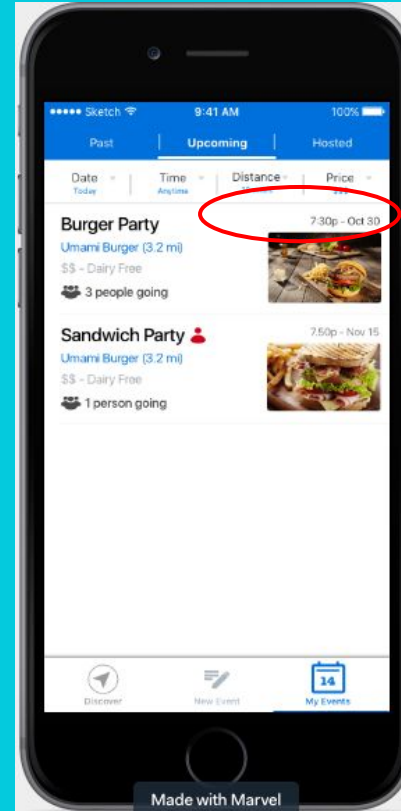 Sketch 9:41 AM 100%
Past Upcoming Hosted
Date Time Distance Price
Today Anytime
Burger Party 7:30p - Oct 30
Umami Burger (3.2 mi)
$$ - Dairy Free
3 people going
Sandwich Party 7.50p - Nov 15
Umami Burger (3.2 mi)
$$ - Dairy Free
1 person going
14
Discover New Event My Events
Made with Marvel